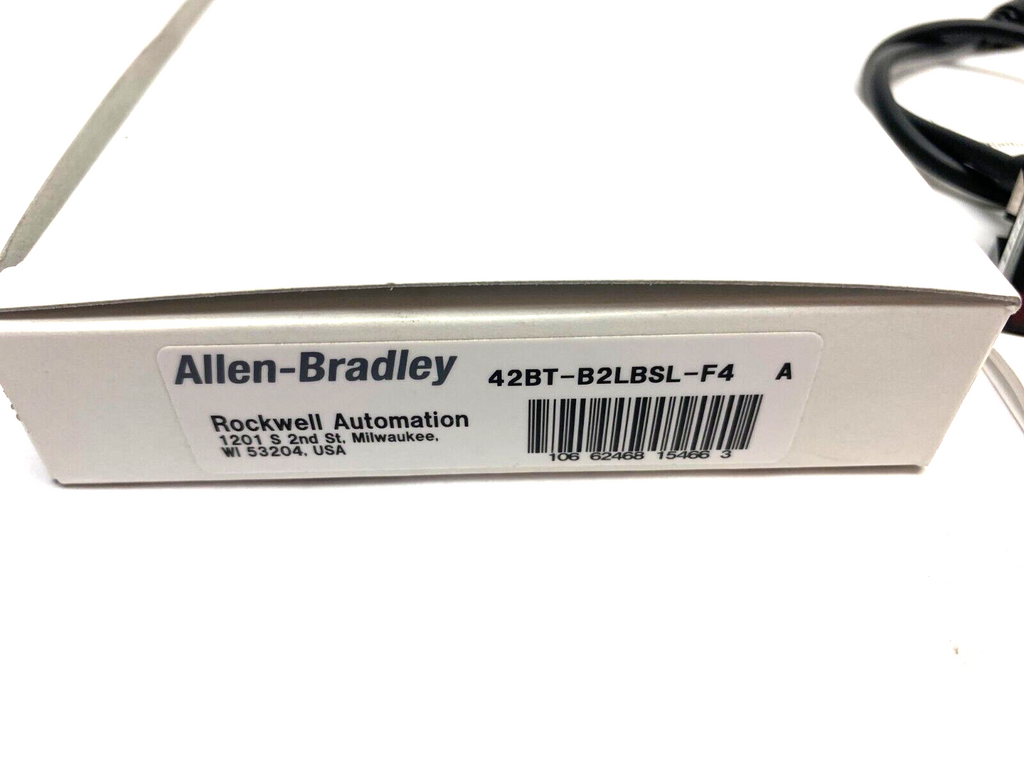 Allen-Bradley
42BT-B2LBSL-F4 A
Rockwell Automation
1201 S 2nd St, Milwaukee,
WI 53204, USA
106 62468 15466 3